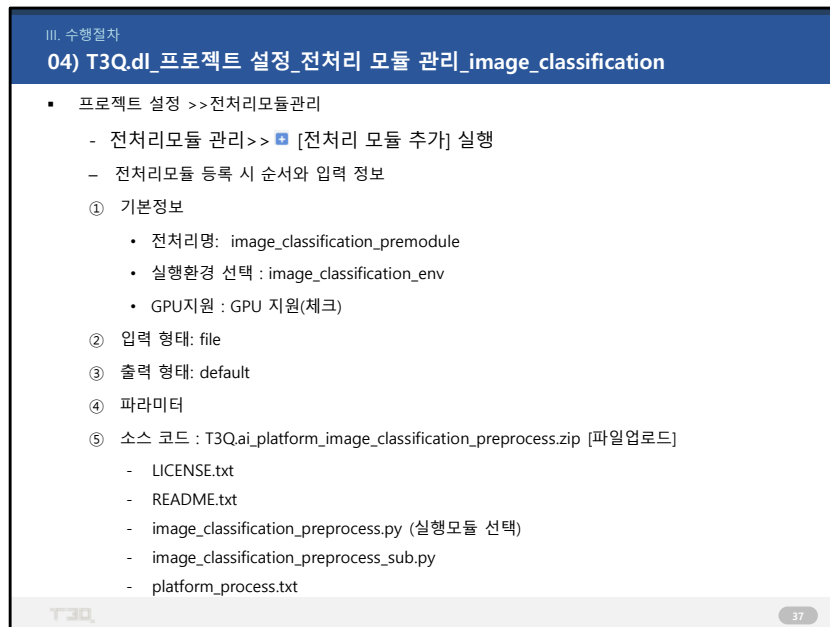 III. 수행절차
04) T3Q.dl_프로젝트 설정_전처리 모듈 관리_image_classification
▪ 프로젝트 설정 >>전처리모듈관리
- 전처리모듈 관리>> [전처리 모듈 추가] 실행
– 전처리모듈 등록 시 순서와 입력 정보
① 기본정보
• 전처리명: image_classification_premodule
• 실행환경 선택 : image_classification_env
• GPU지원 : GPU 지원(체크)
② 입력 형태: file
③ 출력 형태: default
④ 파라미터
⑤ 소스 코드 : T3Q.ai_platform_image_classification_preprocess.zip [파일업로드]
- LICENSE.txt
- README.txt
- image_classification_preprocess.py (실행모듈 선택)
- image_classification_preprocess_sub.py
- platform_process.txt
T3Q.
37